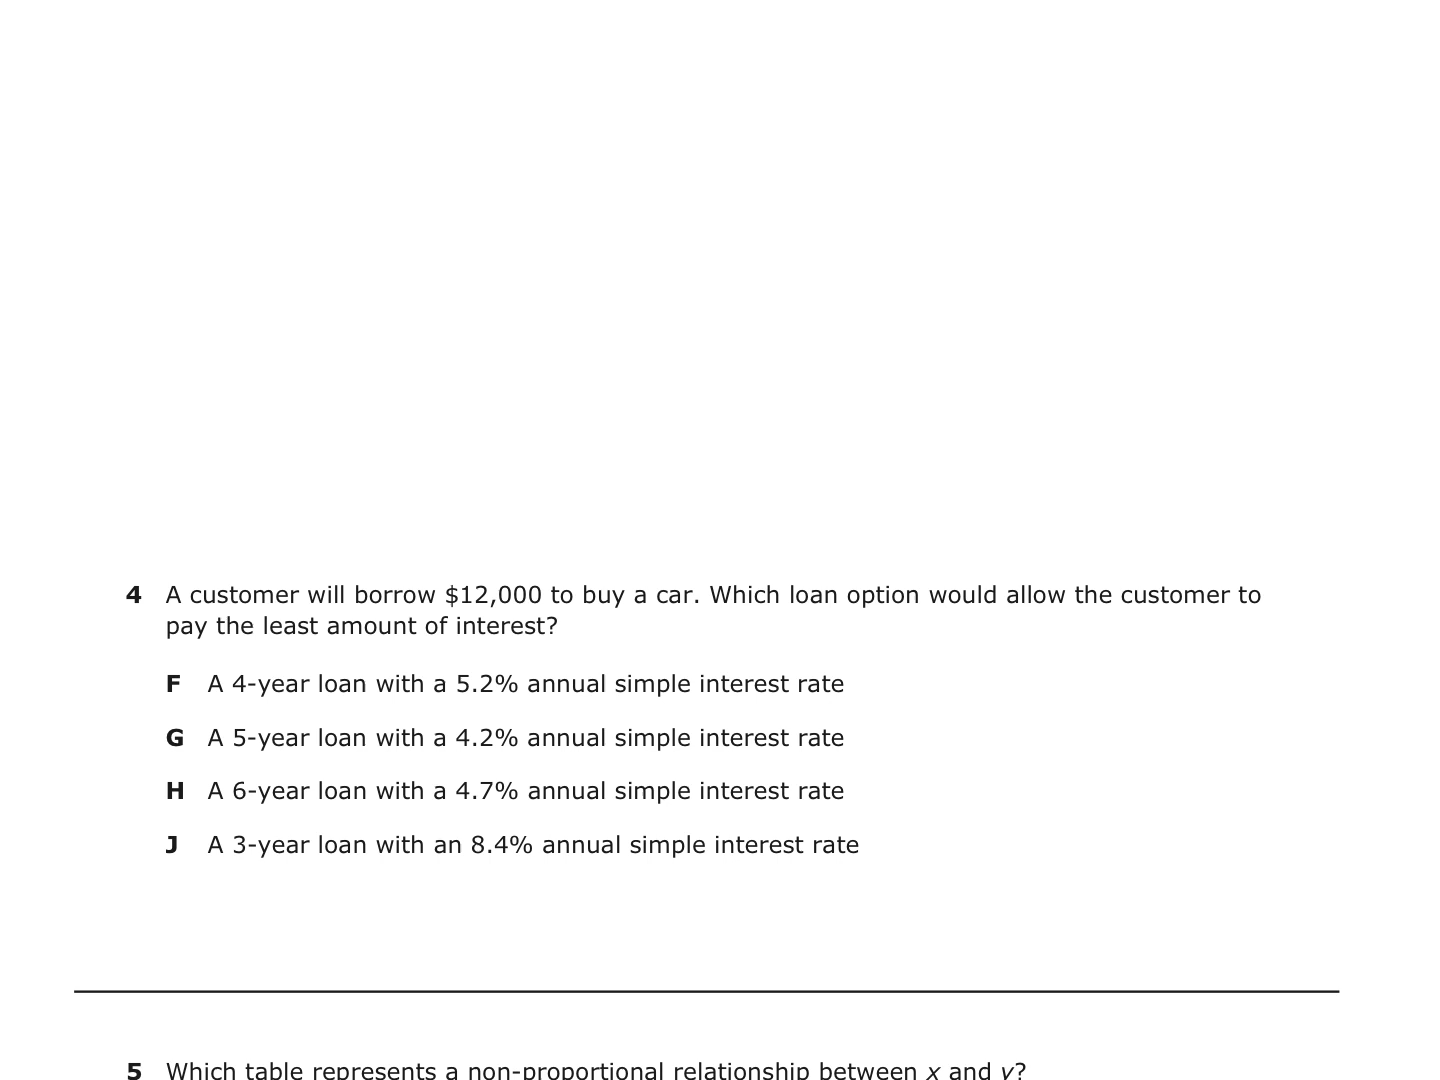 4 A customer will borrow $12,000 to buy a car. Which loan option would allow the customer to
pay the least amount of interest?
F A 4-year loan with a 5.2% annual simple interest rate
G A 5-year loan with a 4.2% annual simple interest rate
H A 6-year loan with a 4.7% annual simple interest rate
J A 3-year loan with an 8.4% annual simple interest rate
5 Which table represents a non-proportional relationship between x and y?